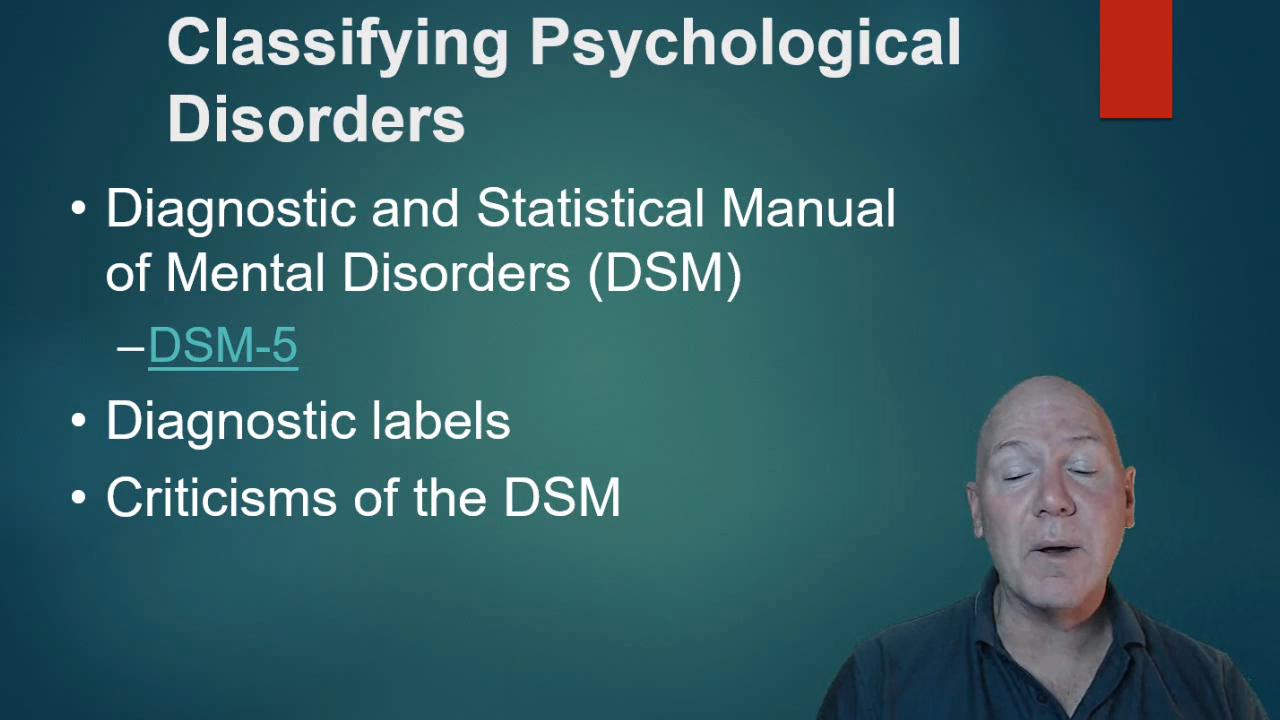 Classifying Psychological
Disorders
• Diagnostic and Statistical Manual
of Mental Disorders (DSM)
–DSM-5
• Diagnostic labels
• Criticisms of the DSM